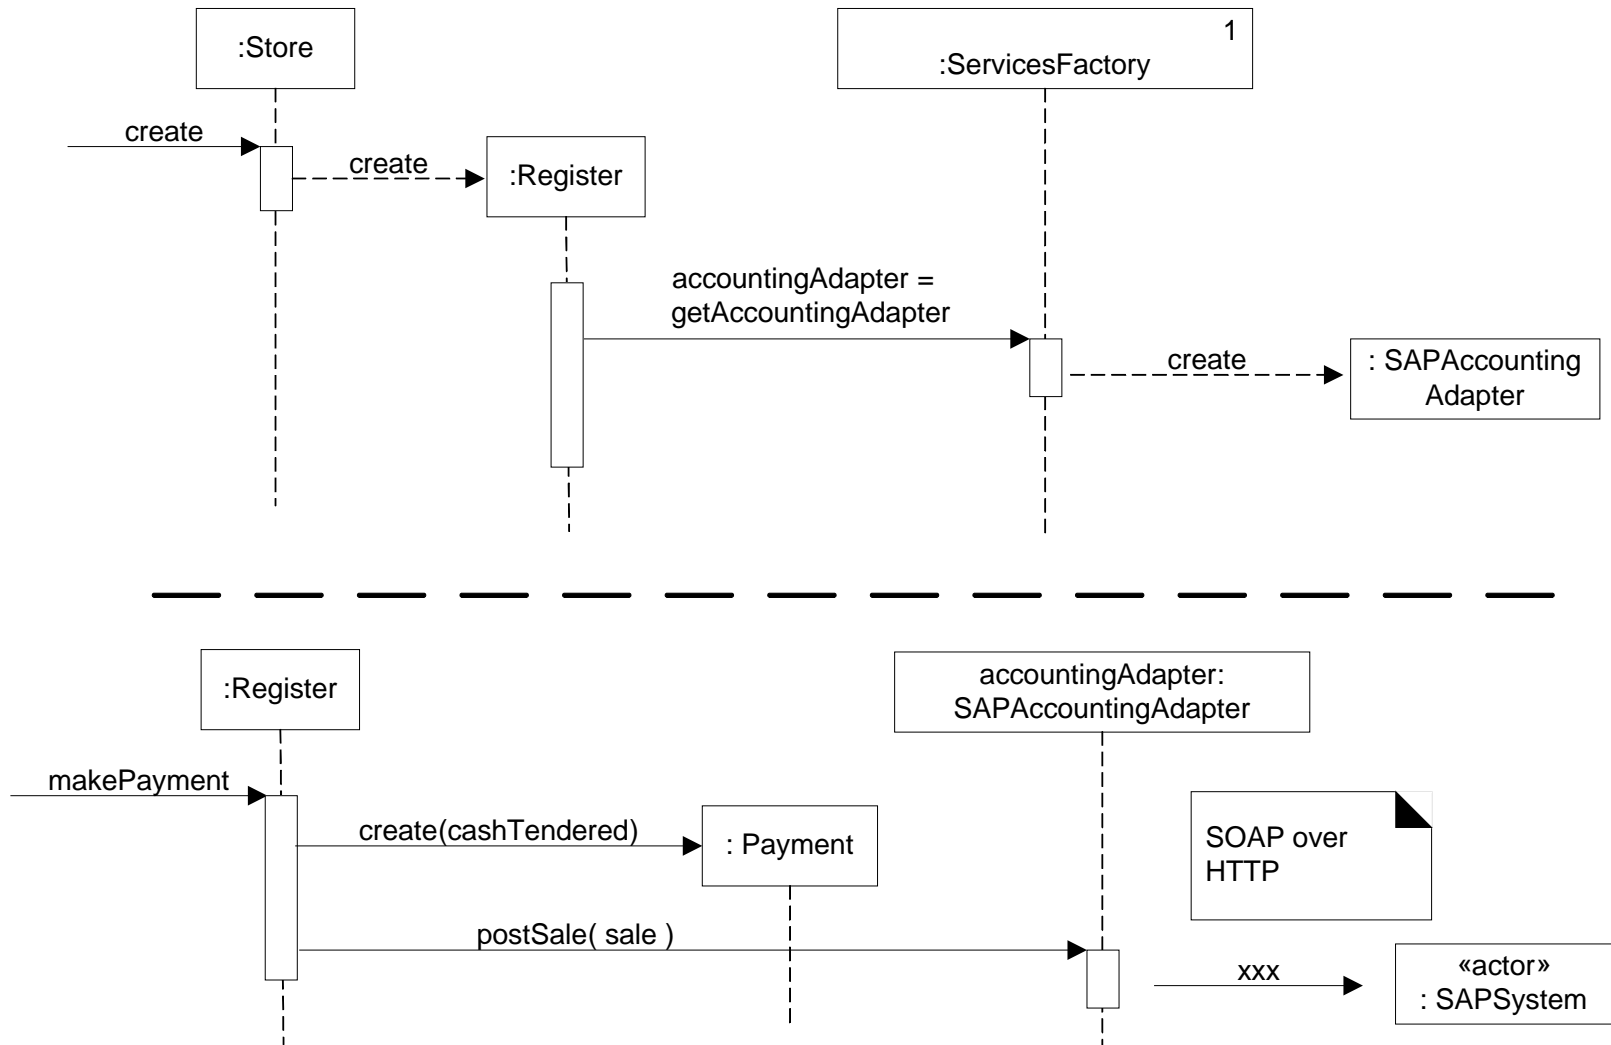 :Store
1
:ServicesFactory
create
create
:Register
accountingAdapter =
getAccountingAdapter
create
: SAPAccounting
Adapter
:Register
accountingAdapter:
SAPAccountingAdapter
makePayment
create(cashTendered)
: Payment
SOAP over
HTTP
postSale( sale )
xxx
«actor»
: SAPSystem